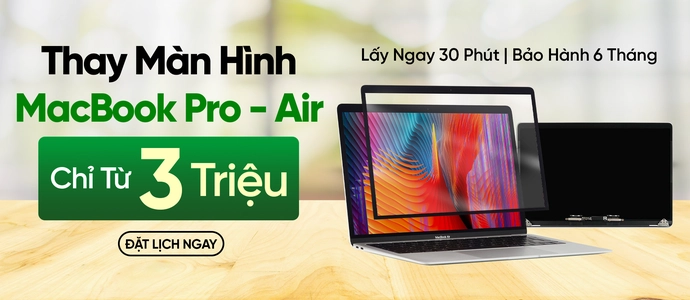 Thay Màn Hình
MacBook Pro - Air
Chỉ Từ 3 Triệu
ĐẶT LỊCH NGAY
Lấy Ngay 30 Phút | Bảo Hành 6 Tháng